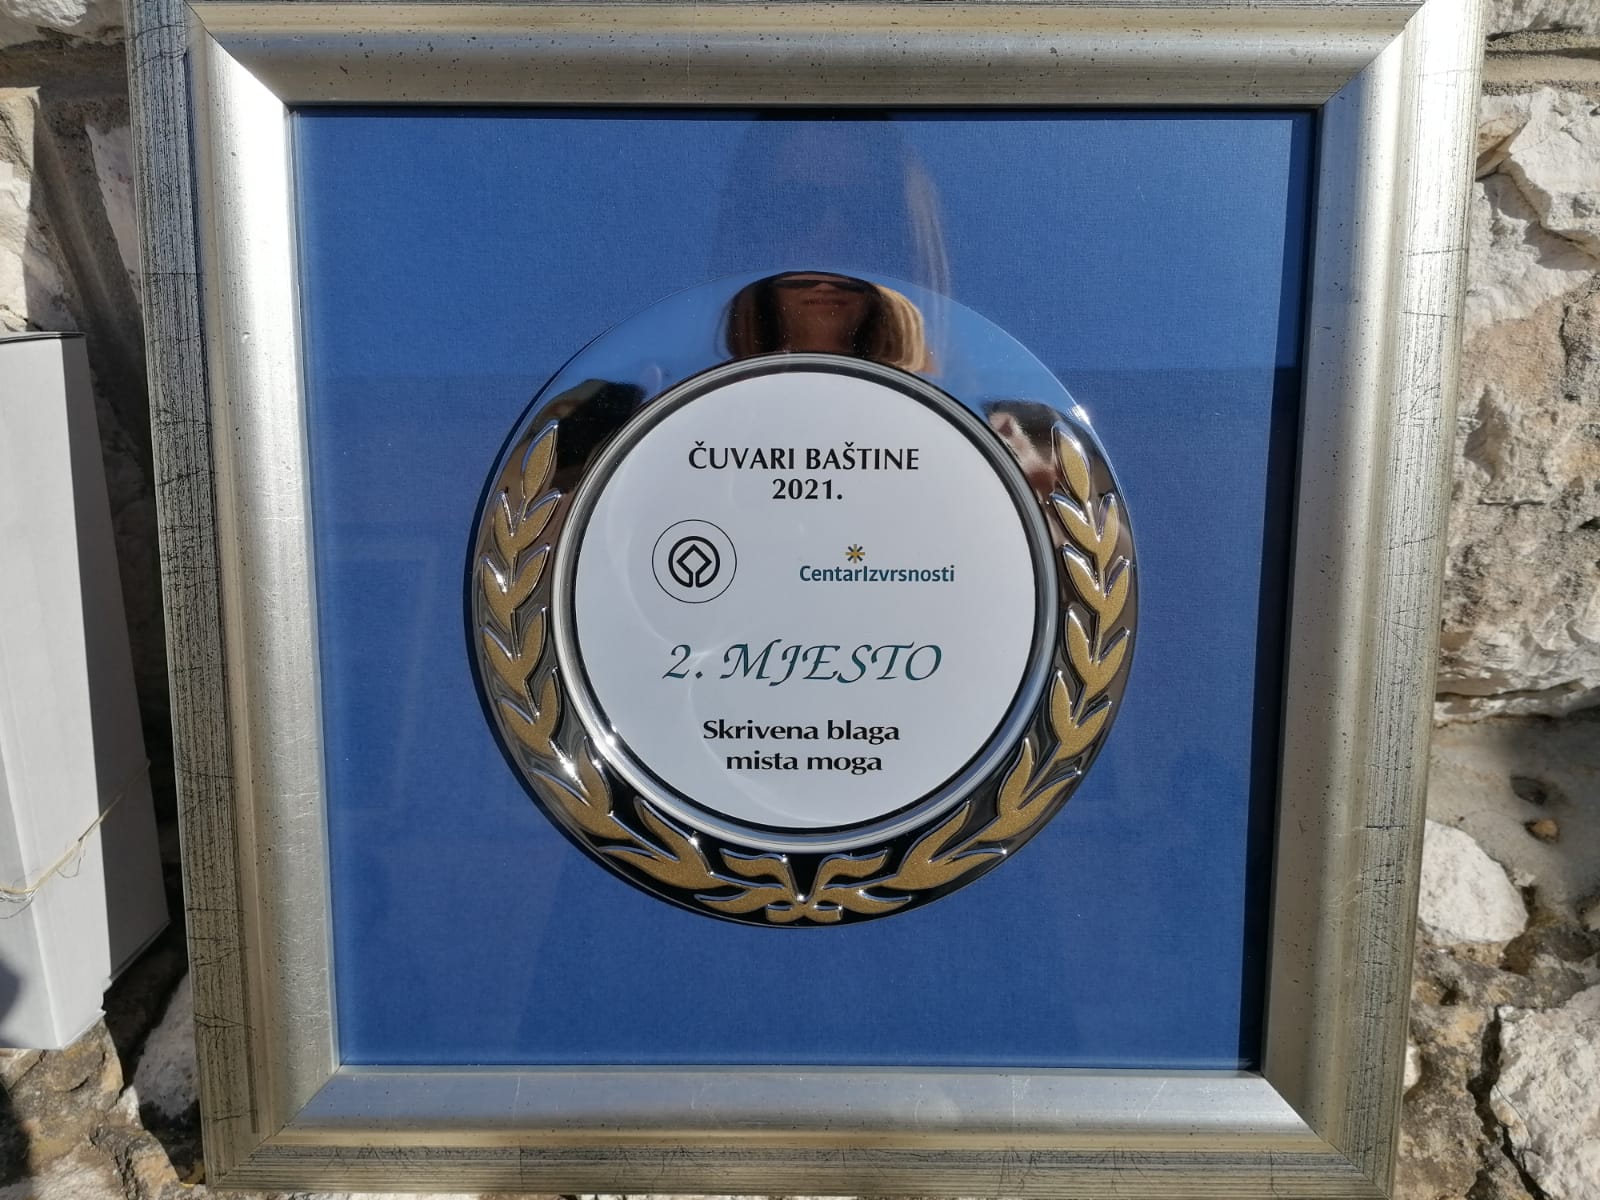 ČUVARI BAŠTINE
2021.
CentarIzvrsnosti
2. MJESTO
Skrivena blaga
mista moga